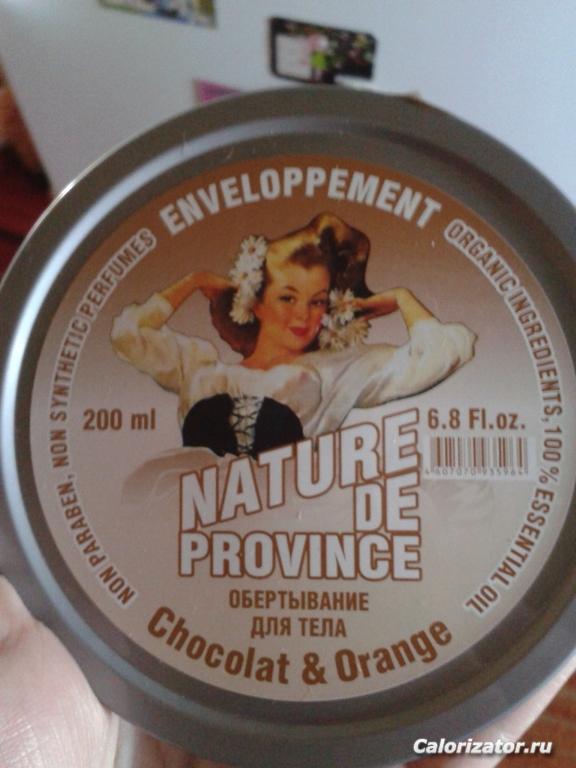 ENVELOPPEMENT
NON PARABEN, NON SYNTHETIC PERFUMES
ORGANIC INGREDIENTS, 100 % ESSENTIAL OIL
200 ml
6.8 Fl.oz.
4607070935964
NATURE
DE
PROVINCE
ОБЕРТЫВАНИЕ
ДЛЯ ТЕЛА
Chocolat & Orange
Calorizator.ru